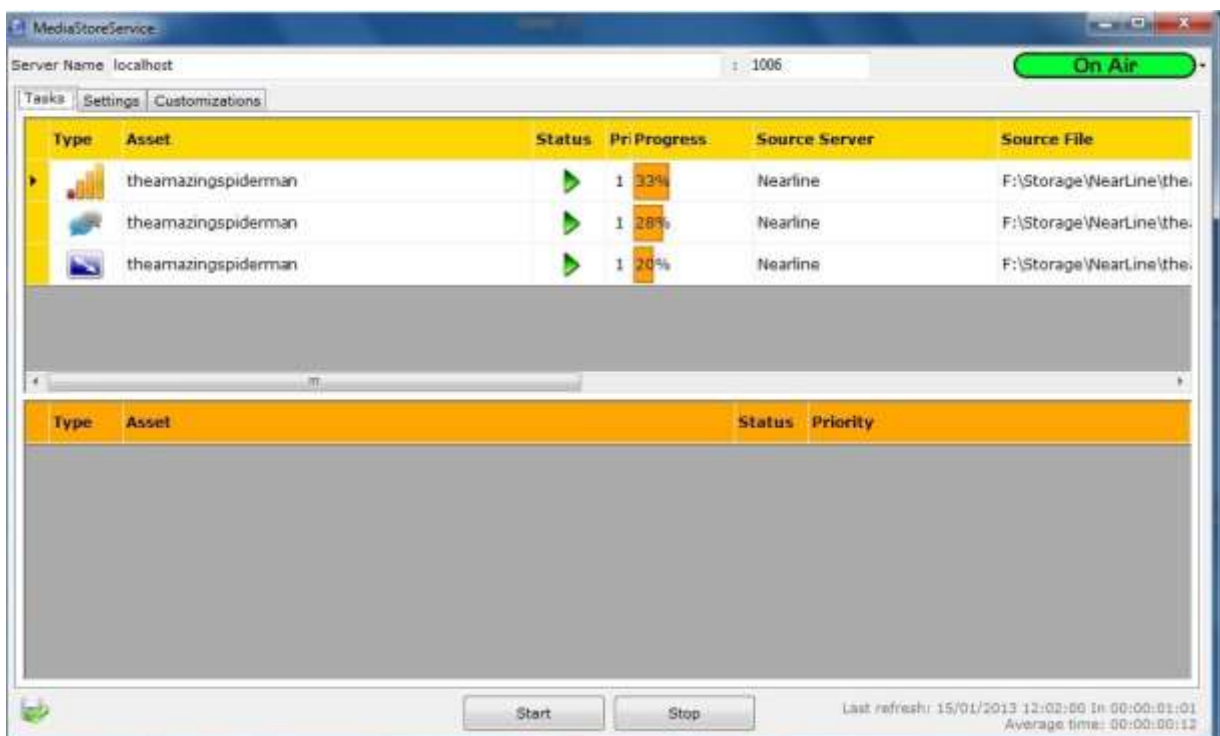 MediaStoreService
Server Name localhost : 1006 On Air
Tasks Settings Customizations
Type Asset Status Pri Progress Source Server Source File
theamazingspiderman 1 33% Nearline F:\Storage\NearLine\the.
theamazingspiderman 1 28% Nearline F:\Storage\NearLine\the.
theamazingspiderman 1 20% Nearline F:\Storage\NearLine\the.
Type Asset Status Priority
Start Stop Last refresh: 15/01/2013 12:02:00 In 00:00:01:01
Average time: 00:00:00:12